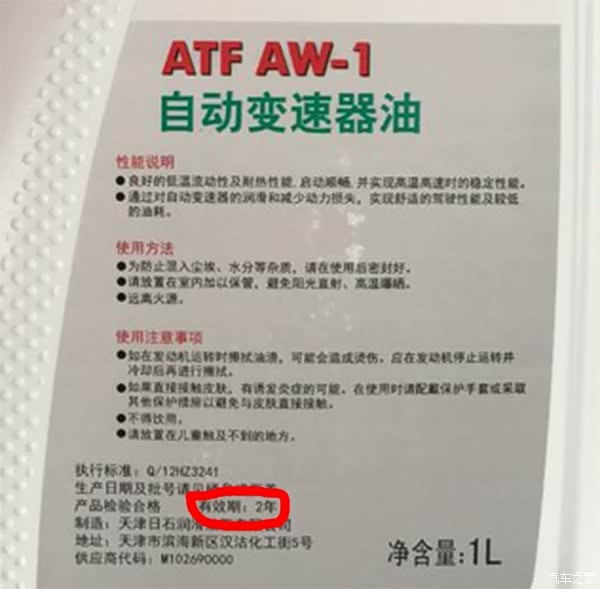 ATF AW-1
自动变速器油
性能说明
●良好的低温流动性及耐热性能,启动顺畅,并实现高温高速时的稳定性能。
●通过对自动变速器的润滑和减少动力损失,实现舒适的驾驶性能及较低
的油耗。
使用方法
●为防止混入尘埃、水分等杂质,请在使用后密封好。
●请放置在室内加以保管,避免阳光直射、高温曝晒。
●远离火源。
使用注意事项
●如在发动机运转时擦拭油渍,可能会造成烫伤,应在发动机停止运转并
冷却后再进行擦拭。
●如果直接接触皮肤,有诱发炎症的可能,在使用时请配戴保护手套或采取
其他保护措施以避免与皮肤直接接触。
●不得饮用。
●请放置在儿童触及不到的地方。
执行标准:Q/12HZ3241
生产日期及批号请见
产品检验合格 有效期:2年
制造:天津日石润滑 公司
地址:天津市滨海新区汉沽化工街5号
供应商代码:M102690000
净含量:1L
汽车之家